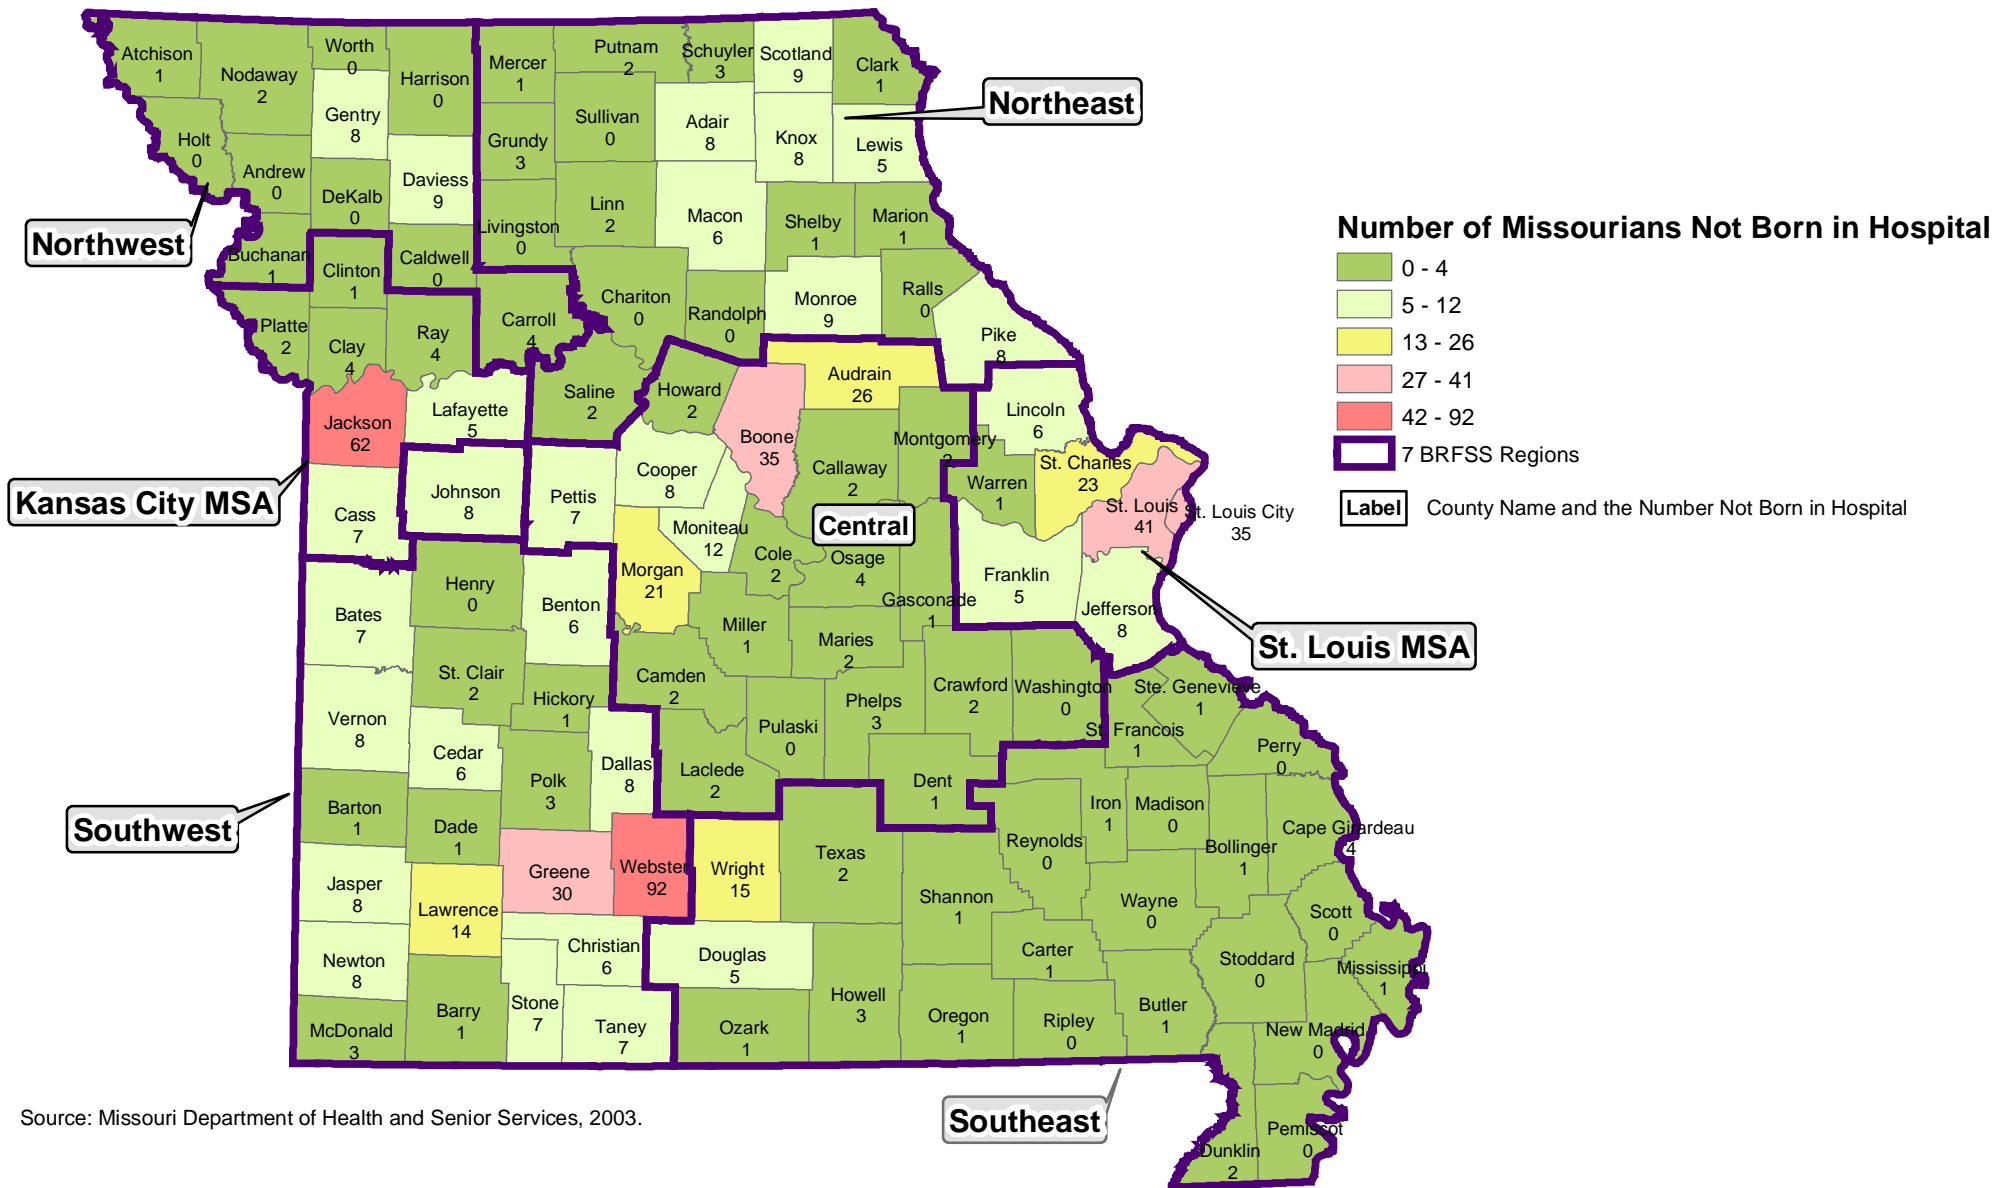 Atchison
1
Nodaway
2
Worth
0
Harrison
0
Mercer
1
Putnam
2
Schuyler
3
Scotland
9
Clark
1
Northeast
Gentry
8
Holt
0
Andrew
0
DeKalb
0
Daviess
9
Grundy
3
Sullivan
0
Adair
8
Knox
8
Lewis
5
Northwest
Buchanan
1
Clinton
1
Caldwell
0
Livingston
0
Linn
2
Macon
6
Shelby
1
Marion
1
Number of Missourians Not Born in Hospital
0 - 4
5 - 12
13 - 26
27 - 41
42 - 92
7 BRFSS Regions
Label County Name and the Number Not Born in Hospital
Platte
2
Clay
4
Ray
4
Carroll
4
Chariton
0
Randolph
0
Monroe
9
Ralls
0
Pike
8
Jackson
62
Lafayette
5
Saline
2
Howard
2
Boone
35
Audrain
26
Callaway
2
Montgomery
2
Lincoln
6
Warren
1
St. Charles
23
St. Louis
41
St. Louis City
35
Kansas City MSA
Cass
7
Johnson
8
Pettis
7
Cooper
8
Moniteau
12
Central
Cole
2
Osage
4
Gasconade
1
Franklin
5
Jefferson
8
St. Louis MSA
Bates
7
Henry
0
Benton
6
Morgan
21
Miller
1
Maries
2
Camden
2
St. Clair
2
Hickory
1
Vernon
8
Cedar
6
Polk
3
Dallas
8
Laclede
2
Pulaski
0
Phelps
3
Crawford
2
Washington
0
Dent
1
Ste. Genevieve
1
St. Francois
1
Perry
0
Southwest
Barton
1
Dade
1
Greene
30
Webster
92
Wright
15
Texas
2
Shannon
1
Reynolds
0
Iron
1
Madison
0
Bollinger
1
Cape Girardeau
4
Jasper
8
Lawrence
14
Christian
6
Douglas
5
Howell
3
Carter
1
Wayne
0
Stoddard
0
Scott
0
Mississippi
1
Newton
8
McDonald
3
Barry
1
Stone
7
Taney
7
Ozark
1
Oregon
1
Ripley
0
Butler
1
New Madrid
0
Pemiscot
0
Dunklin
2
Southeast
Source: Missouri Department of Health and Senior Services, 2003.